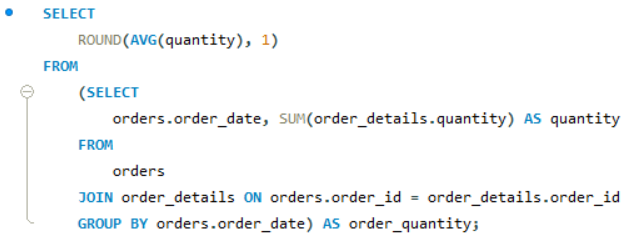 SELECT
ROUND(AVG(quantity), 1)
FROM
(SELECT
orders.order_date, SUM(order_details.quantity) AS quantity
FROM
orders
JOIN order_details ON orders.order_id = order_details.order_id
GROUP BY orders.order_date) AS order_quantity;